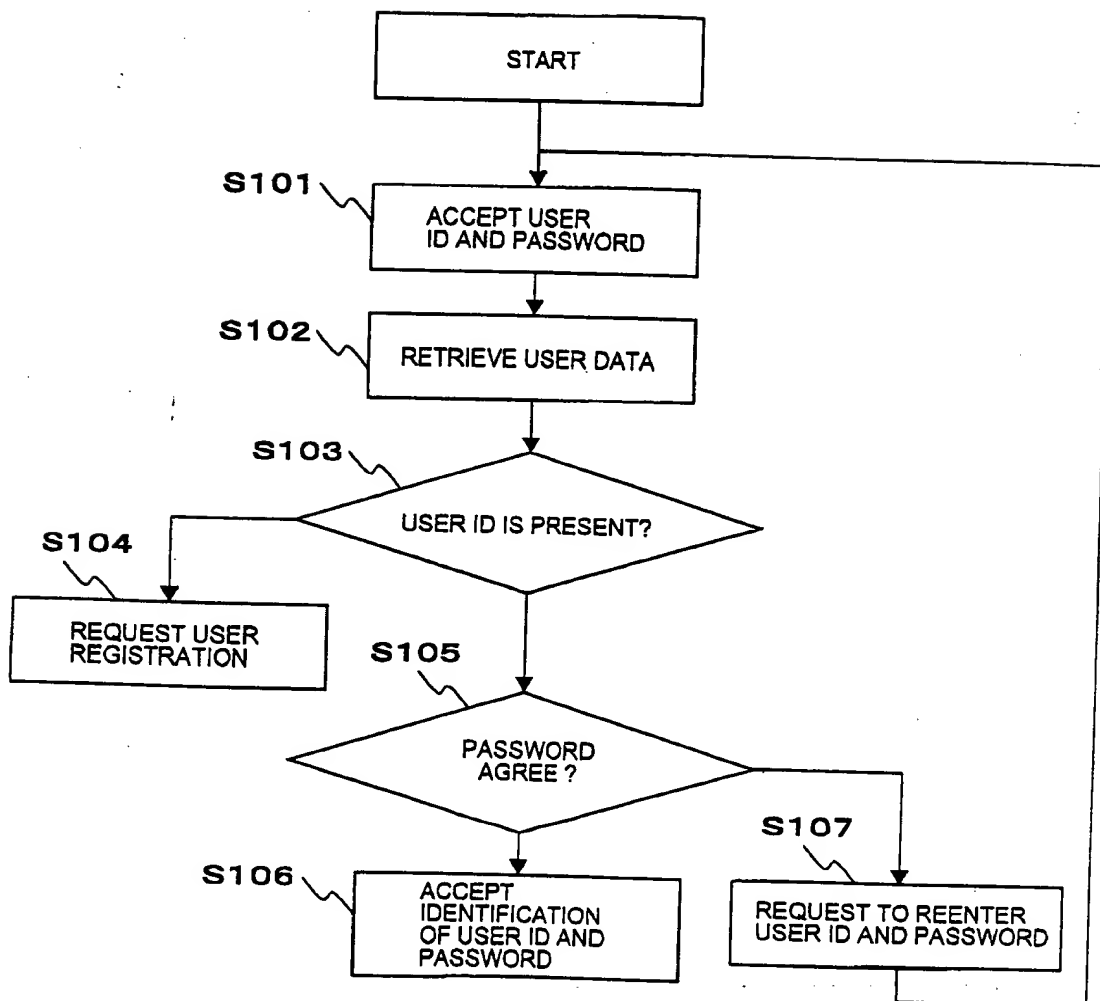 START
S101
ACCEPT USER
ID AND PASSWORD
S102
RETRIEVE USER DATA
S103
USER ID IS PRESENT?
S104
REQUEST USER
REGISTRATION
S105
PASSWORD
AGREE ?
S106
ACCEPT
IDENTIFICATION
OF USER ID AND
PASSWORD
S107
REQUEST TO REENTER
USER ID AND PASSWORD